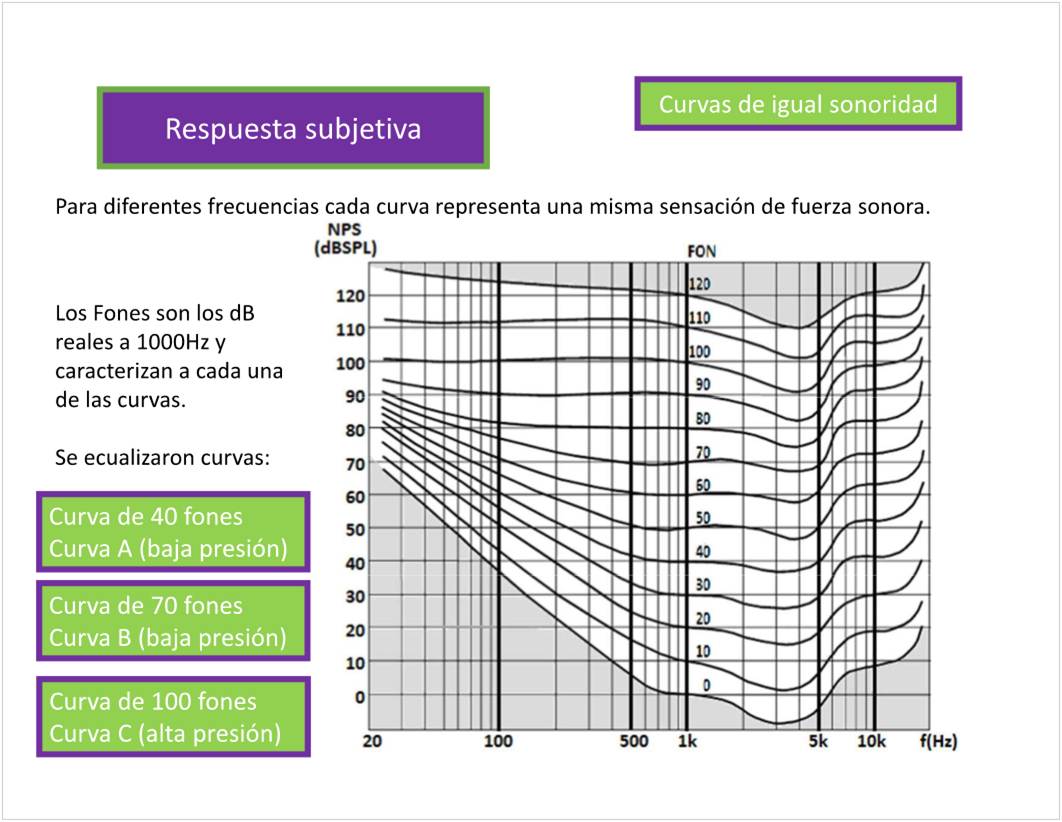 Respuesta subjetiva
Curvas de igual sonoridad
Para diferentes frecuencias cada curva representa una misma sensación de fuerza sonora.
NPS
(dBSPL)
FON
Los Fones son los dB
reales a 1000Hz y
caracterizan a cada una
de las curvas.
Se ecualizaron curvas:
Curva de 40 fones
Curva A (baja presión)
Curva de 70 fones
Curva B (baja presión)
Curva de 100 fones
Curva C (alta presión)
120
110
100
90
80
70
60
50
40
30
20
10
0
120
110
100
90
80
70
60
50
40
30
20
10
0
20 100 500 1k 5k 10k f(Hz)